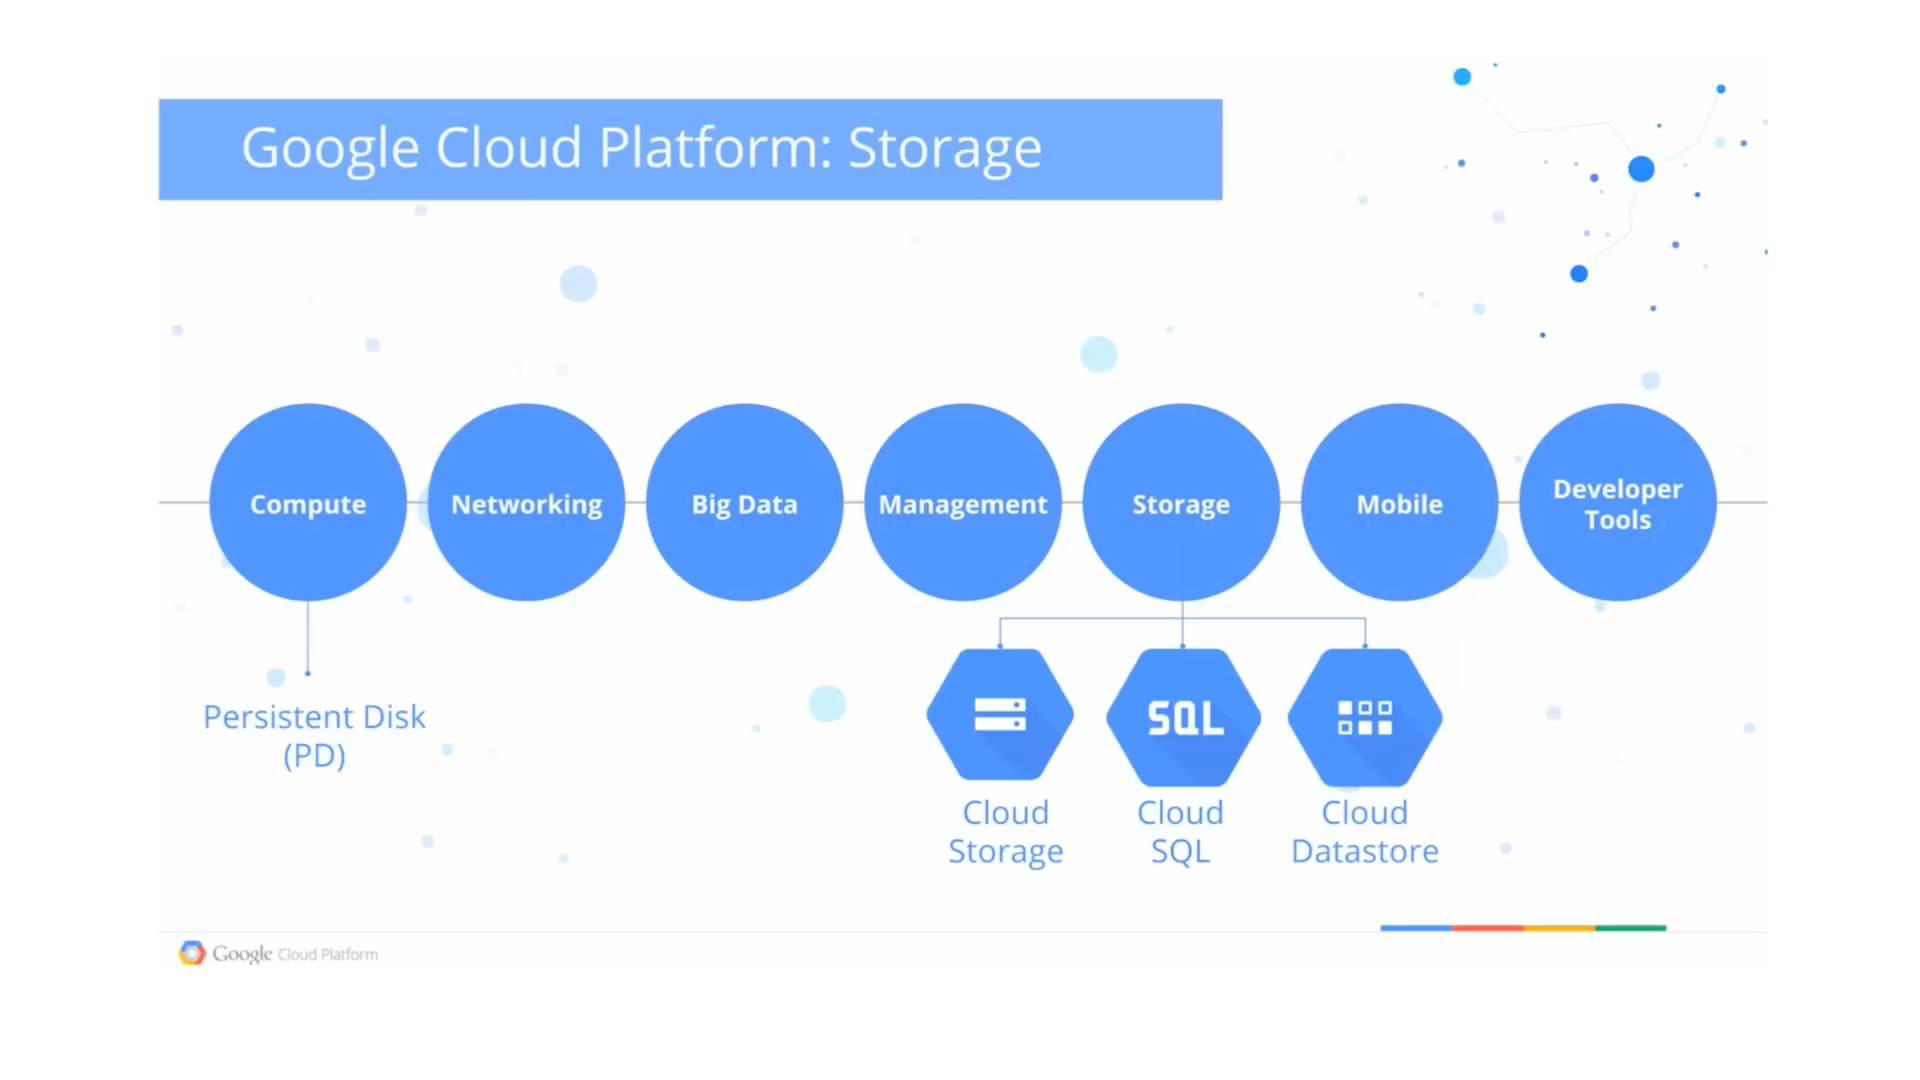 Google Cloud Platform: Storage
Compute
Networking
Big Data
Management
Storage
Mobile
Developer
Tools
Persistent Disk
(PD)
SQL
Cloud
Storage
Cloud
SQL
Cloud
Datastore
Google Cloud Platform